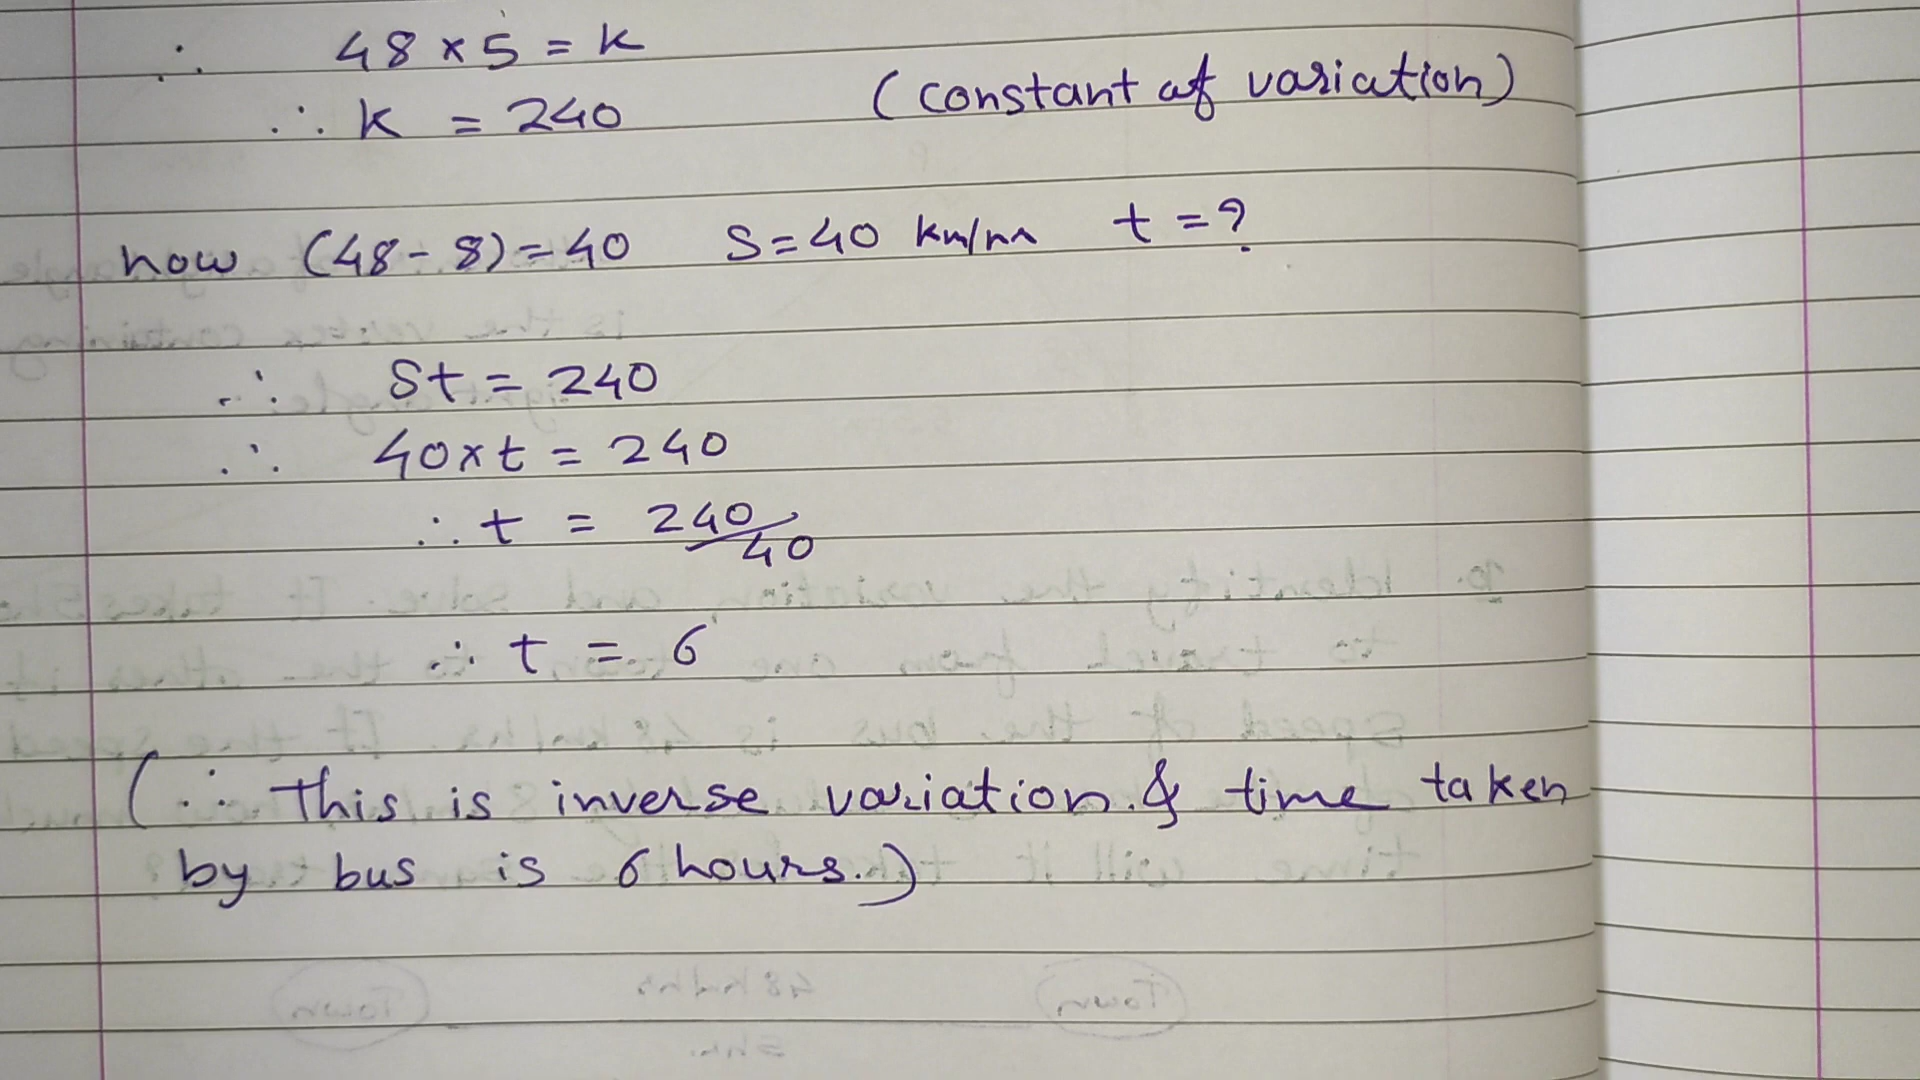 ∴ 48 × 5 = k
∴ k = 240 (constant of variation)
now (48 - 8) = 40 S = 40 km/hr t = ?
∴ St = 240
∴ 40 × t = 240
∴ t = 240/40
∴ t = 6
(∴ This is inverse variation. & time taken
by bus is 6 hours.)